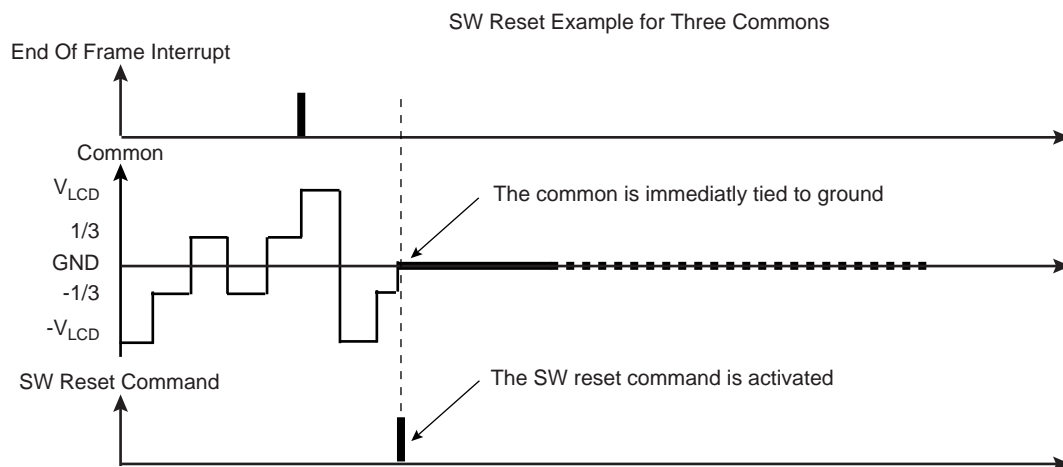 SW Reset Example for Three Commons
End Of Frame Interrupt
Common
VLCD
The common is immediatly tied to ground
1/3
GND
-1/3
-VLCD
SW Reset Command
The SW reset command is activated